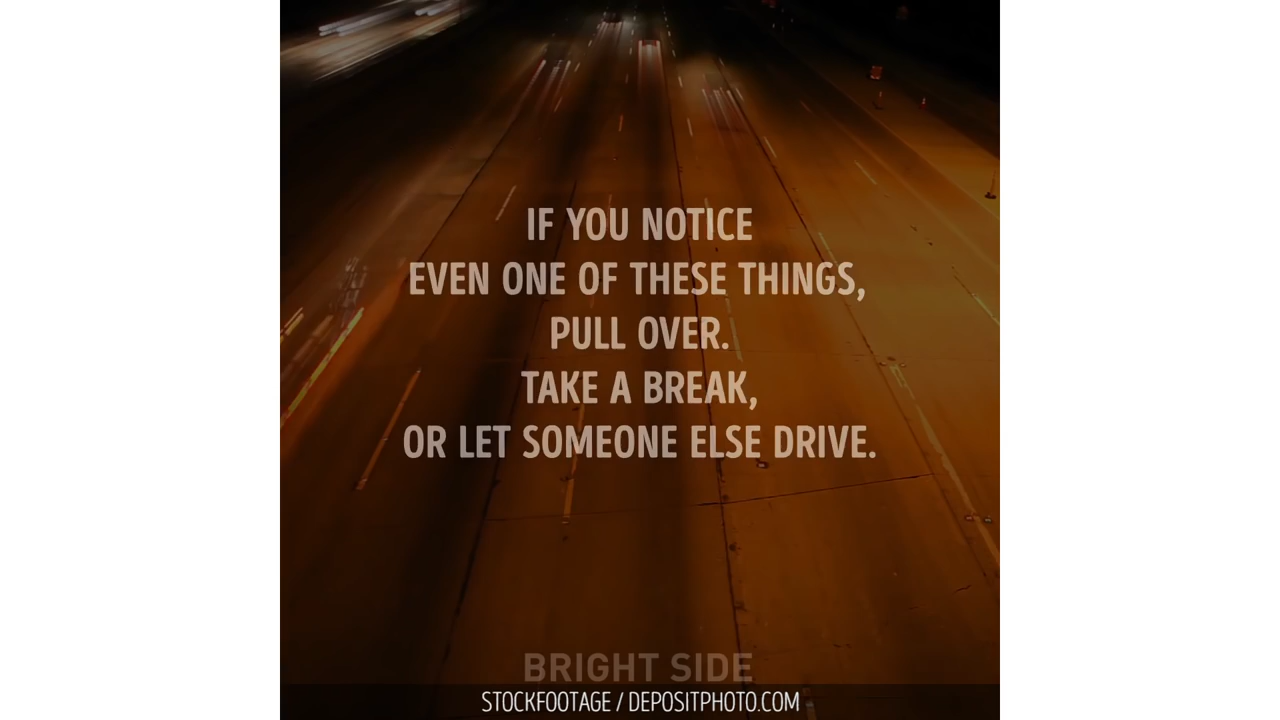 IF YOU NOTICE
EVEN ONE OF THESE THINGS,
PULL OVER.
TAKE A BREAK,
OR LET SOMEONE ELSE DRIVE.
BRIGHT SIDE
STOCKFOOTAGE / DEPOSITPHOTO.COM